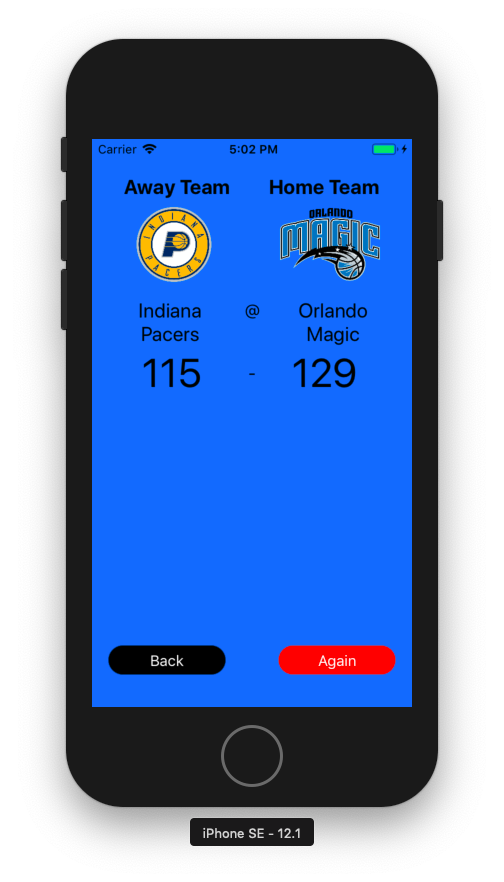 Carrier 5:02 PM
Away Team Home Team
INDIANA
P
PACERS
ORLANDO
MAGIC
Indiana @ Orlando
Pacers Magic
115 - 129
Back Again
iPhone SE - 12.1